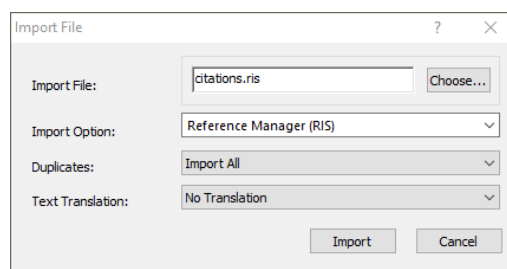 Import File
?
Import File:
citations.ris
Choose...
Import Option:
Reference Manager (RIS)
Duplicates:
Import All
Text Translation:
No Translation
Import
Cancel